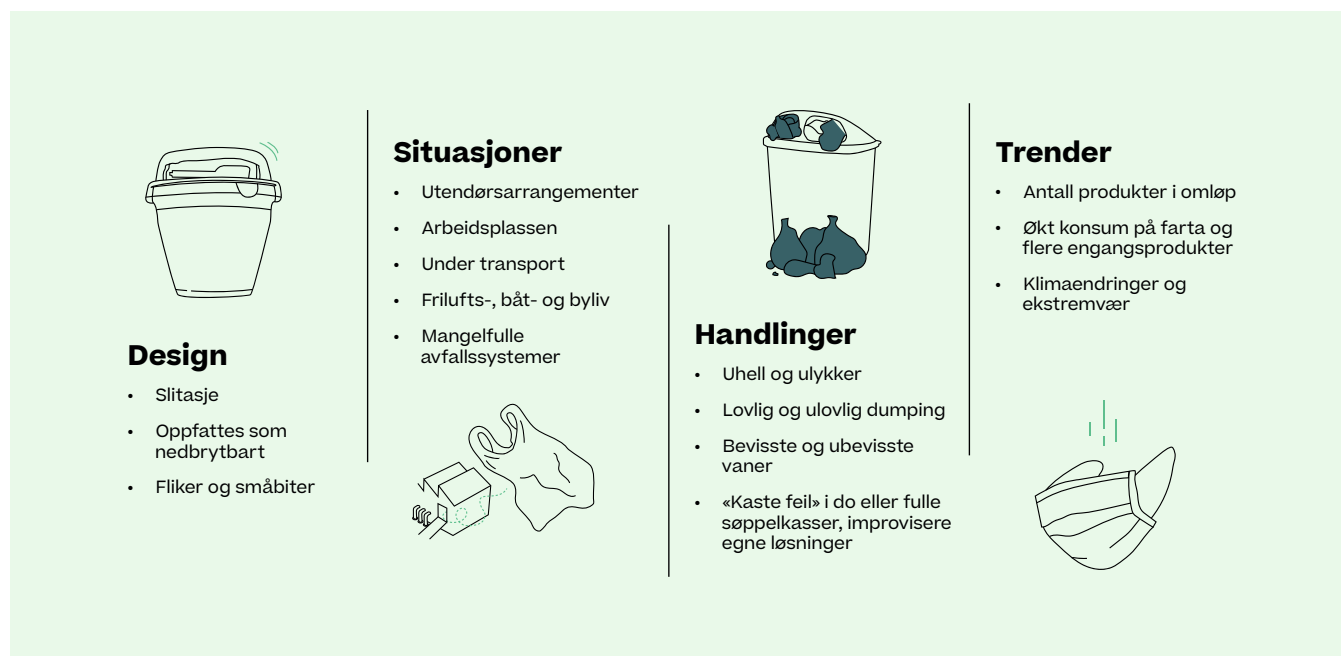 Design
• Slitasje
• Oppfattes som
nedbrytbart
• Fliker og småbiter
Situasjoner
• Utendørsarrangementer
• Arbeidsplassen
• Under transport
• Frilufts-, båt- og byliv
• Mangelfulle
avfallssystemer
Handlinger
• Uhell og ulykker
• Lovlig og ulovlig dumping
• Bevisste og ubevisste
vaner
• «Kaste feil» i do eller fulle
søppelkasser, improvisere
egne løsninger
Trender
• Antall produkter i omløp
• Økt konsum på farta og
flere engangsprodukter
• Klimaendringer og
ekstremvær